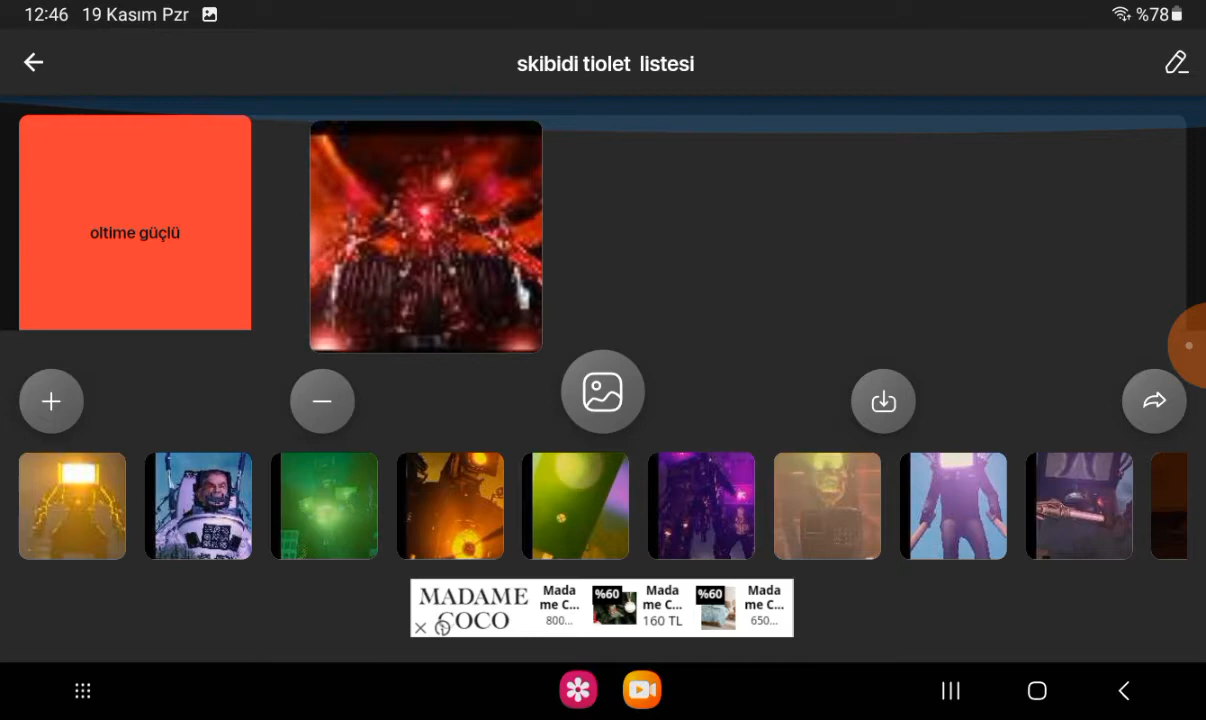 12:46 19 Kasım Pzr %78
skibidi tiolet listesi
oltime güçlü
MADAME
COCO
Mada
me C...
800...
%60
Mada
me C...
160 TL
%60
Mada
me C...
650...